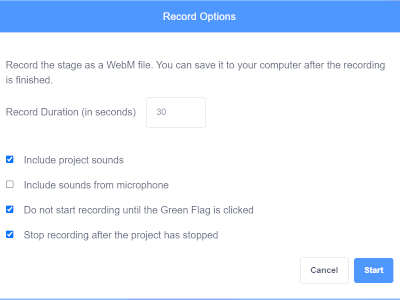 Record Options
Record the stage as a WebM file. You can save it to your computer after the recording
is finished.
Record Duration (in seconds) 30
Include project sounds
Include sounds from microphone
Do not start recording until the Green Flag is clicked
Stop recording after the project has stopped
Cancel Start